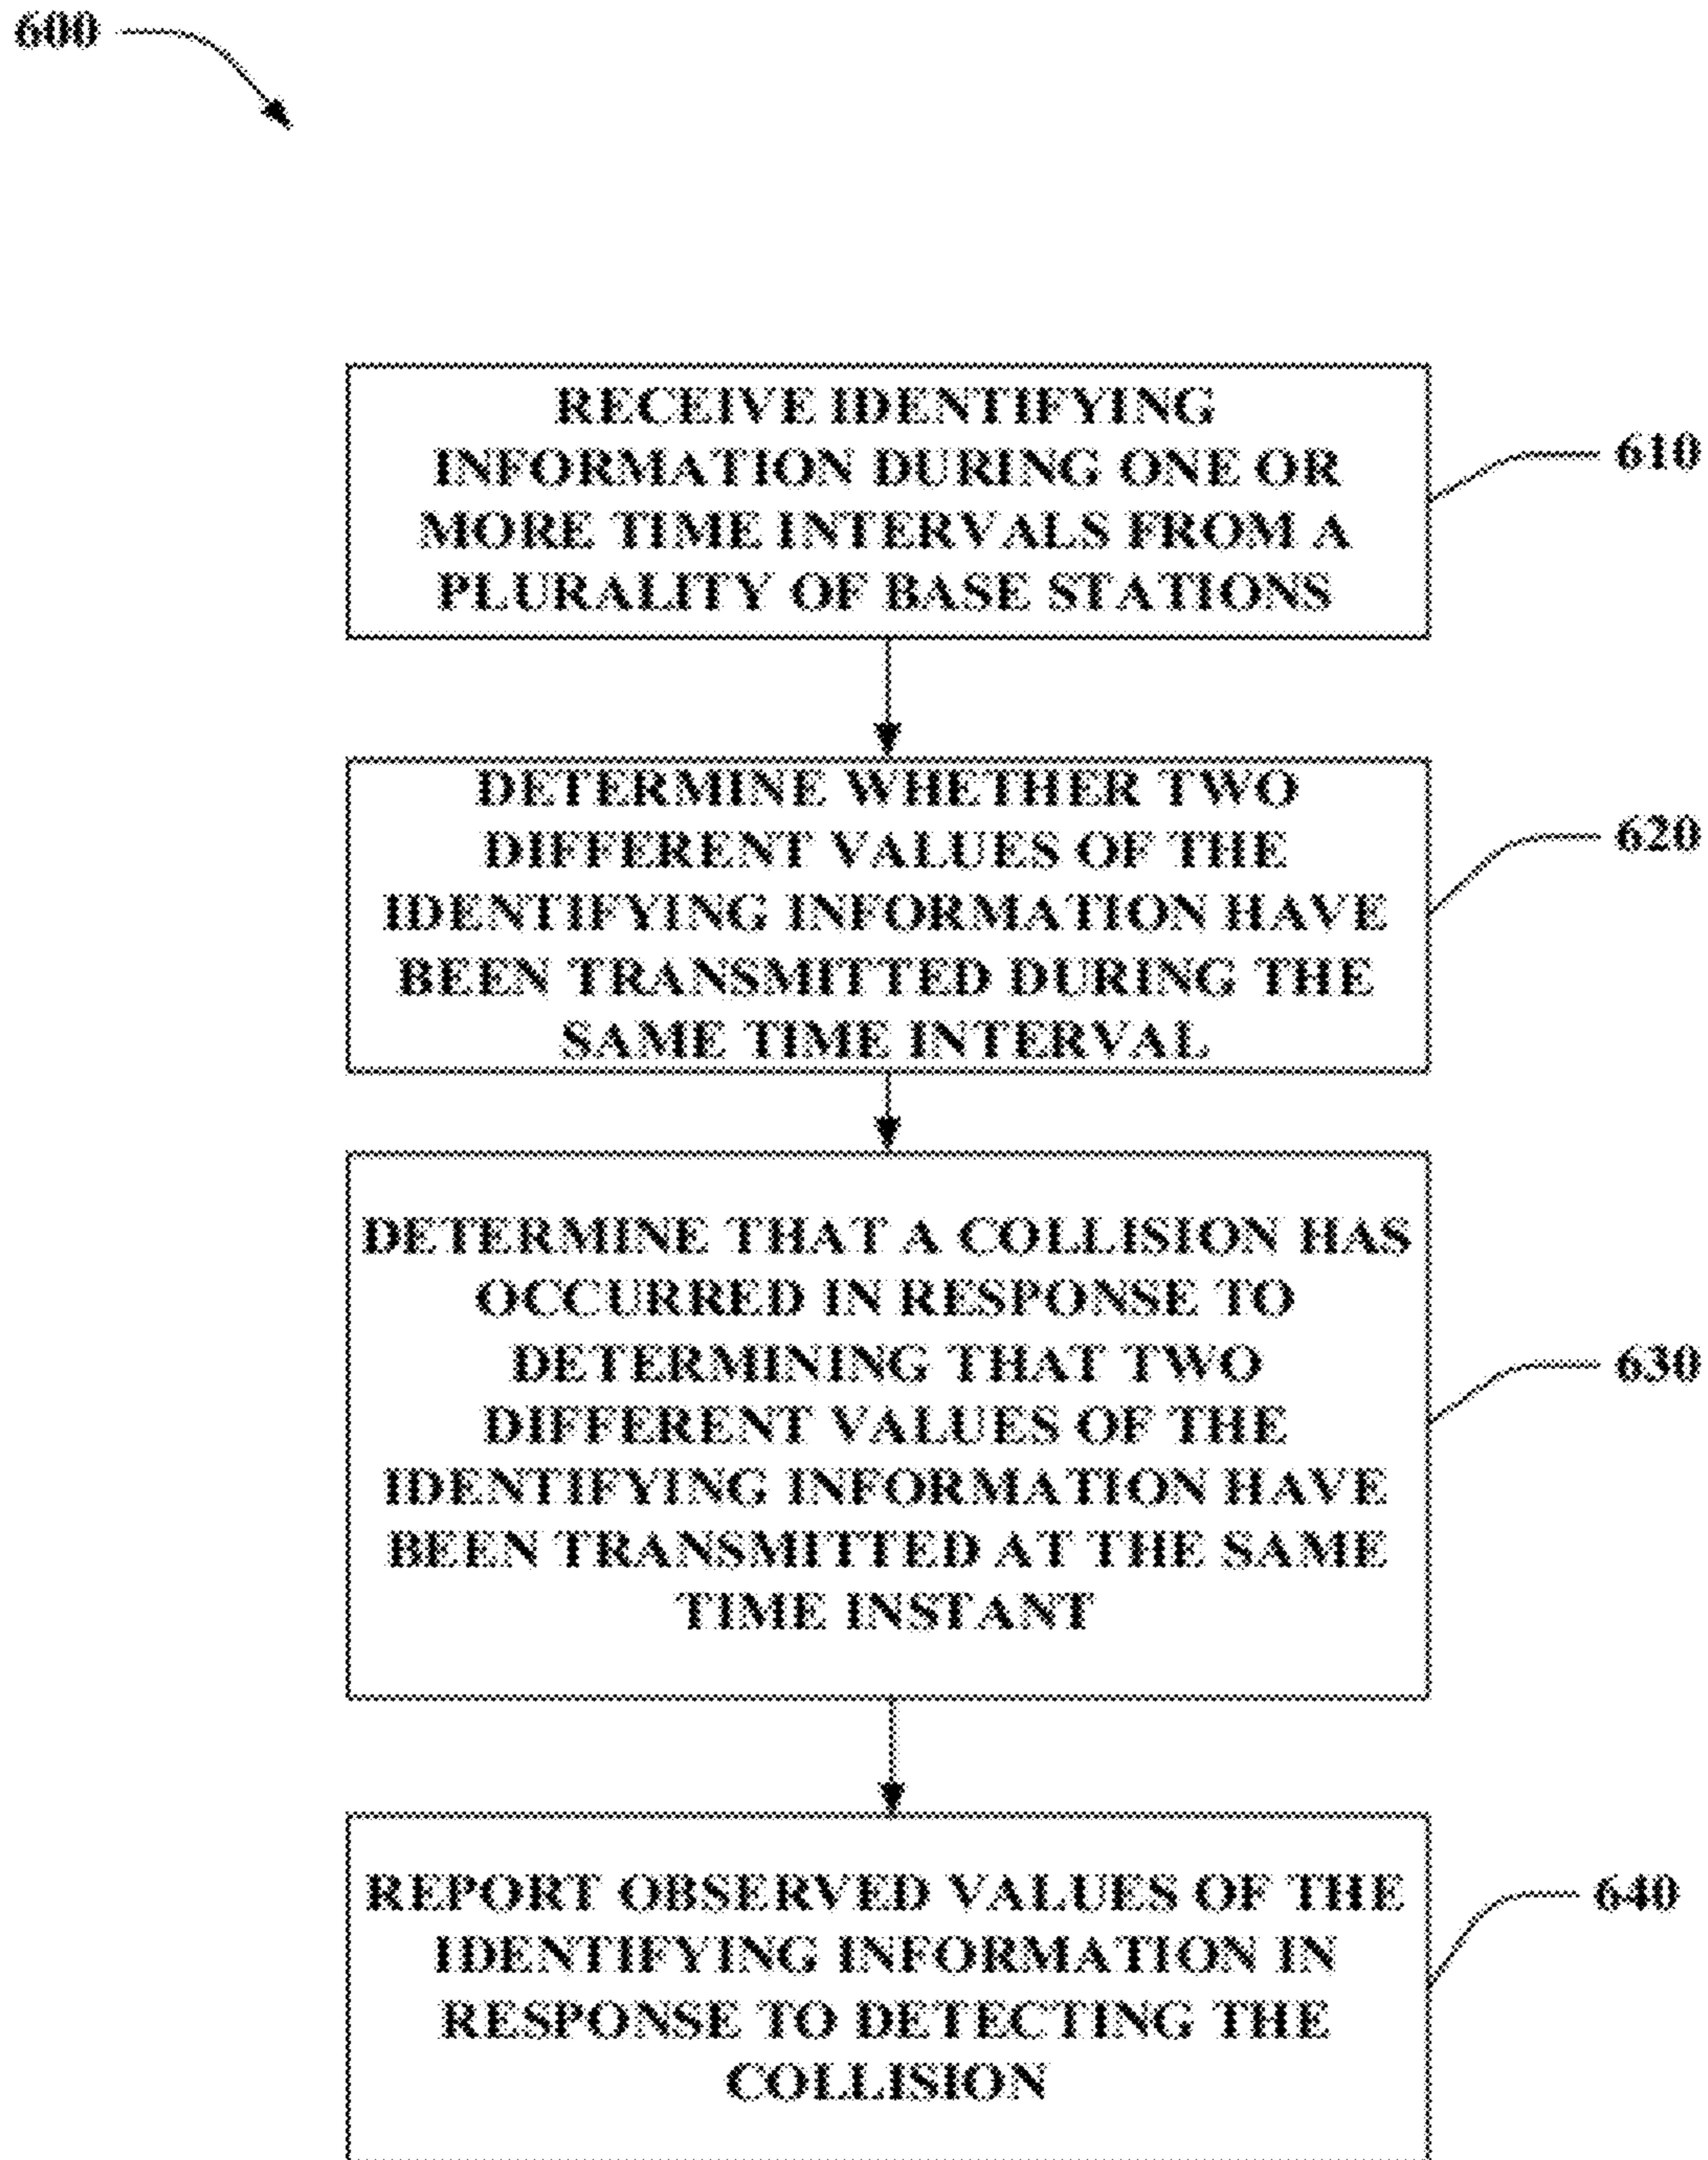 600
RECEIVE IDENTIFYING
INFORMATION DURING ONE OR
MORE TIME INTERVALS FROM A
PLURALITY OF BASE STATIONS
610
DETERMINE WHETHER TWO
DIFFERENT VALUES OF THE
IDENTIFYING INFORMATION HAVE
BEEN TRANSMITTED DURING THE
SAME TIME INTERVAL
620
DETERMINE THAT A COLLISION HAS
OCCURRED IN RESPONSE TO
DETERMINING THAT TWO
DIFFERENT VALUES OF THE
IDENTIFYING INFORMATION HAVE
BEEN TRANSMITTED AT THE SAME
TIME INSTANT
630
REPORT OBSERVED VALUES OF THE
IDENTIFYING INFORMATION IN
RESPONSE TO DETECTING THE
COLLISION
640